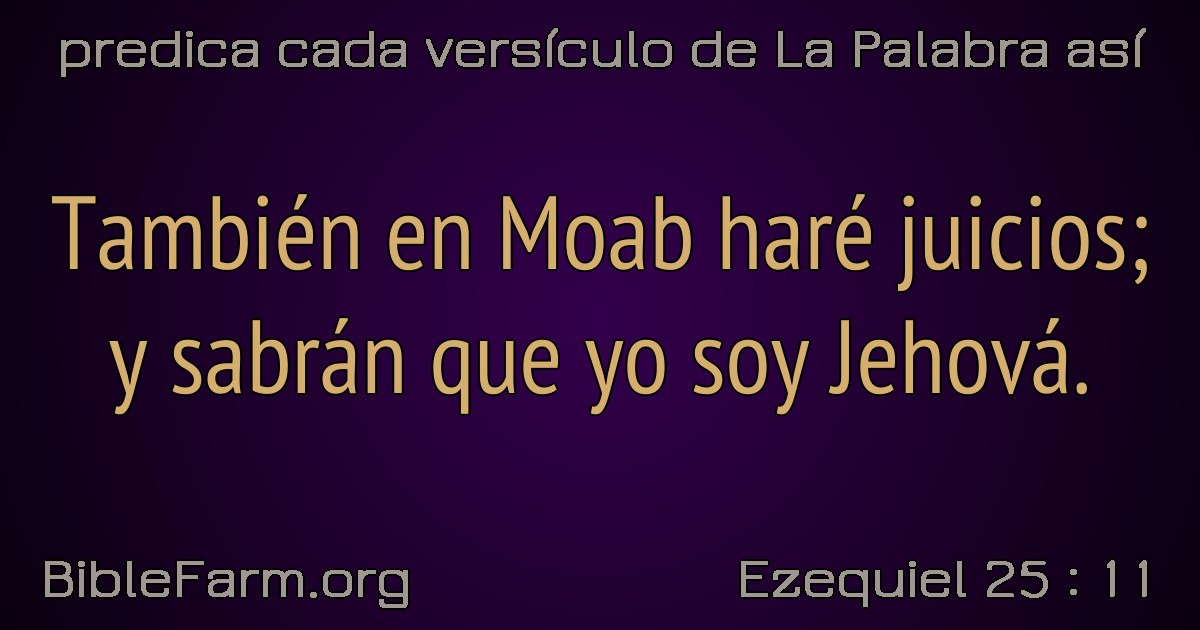 predica cada versículo de La Palabra así
También en Moab haré juicios;
y sabrán que yo soy Jehová.
BibleFarm.org
Ezequiel 25 : 11